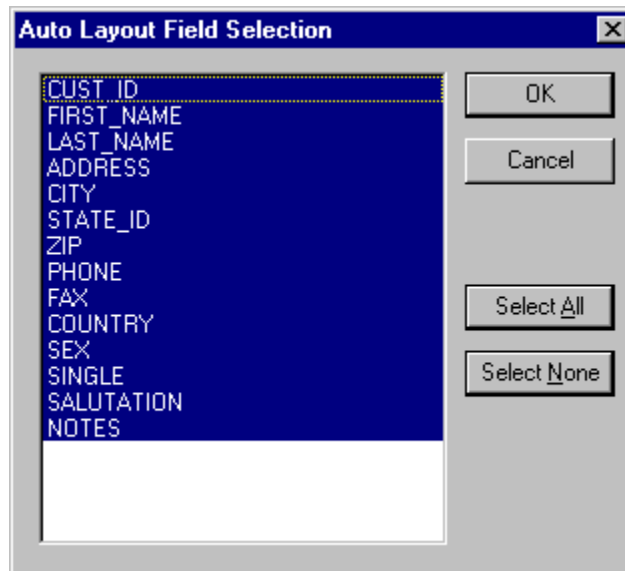 Auto Layout Field Selection
CUST_ID
FIRST_NAME
LAST_NAME
ADDRESS
CITY
STATE_ID
ZIP
PHONE
FAX
COUNTRY
SEX
SINGLE
SALUTATION
NOTES
OK
Cancel
Select All
Select None